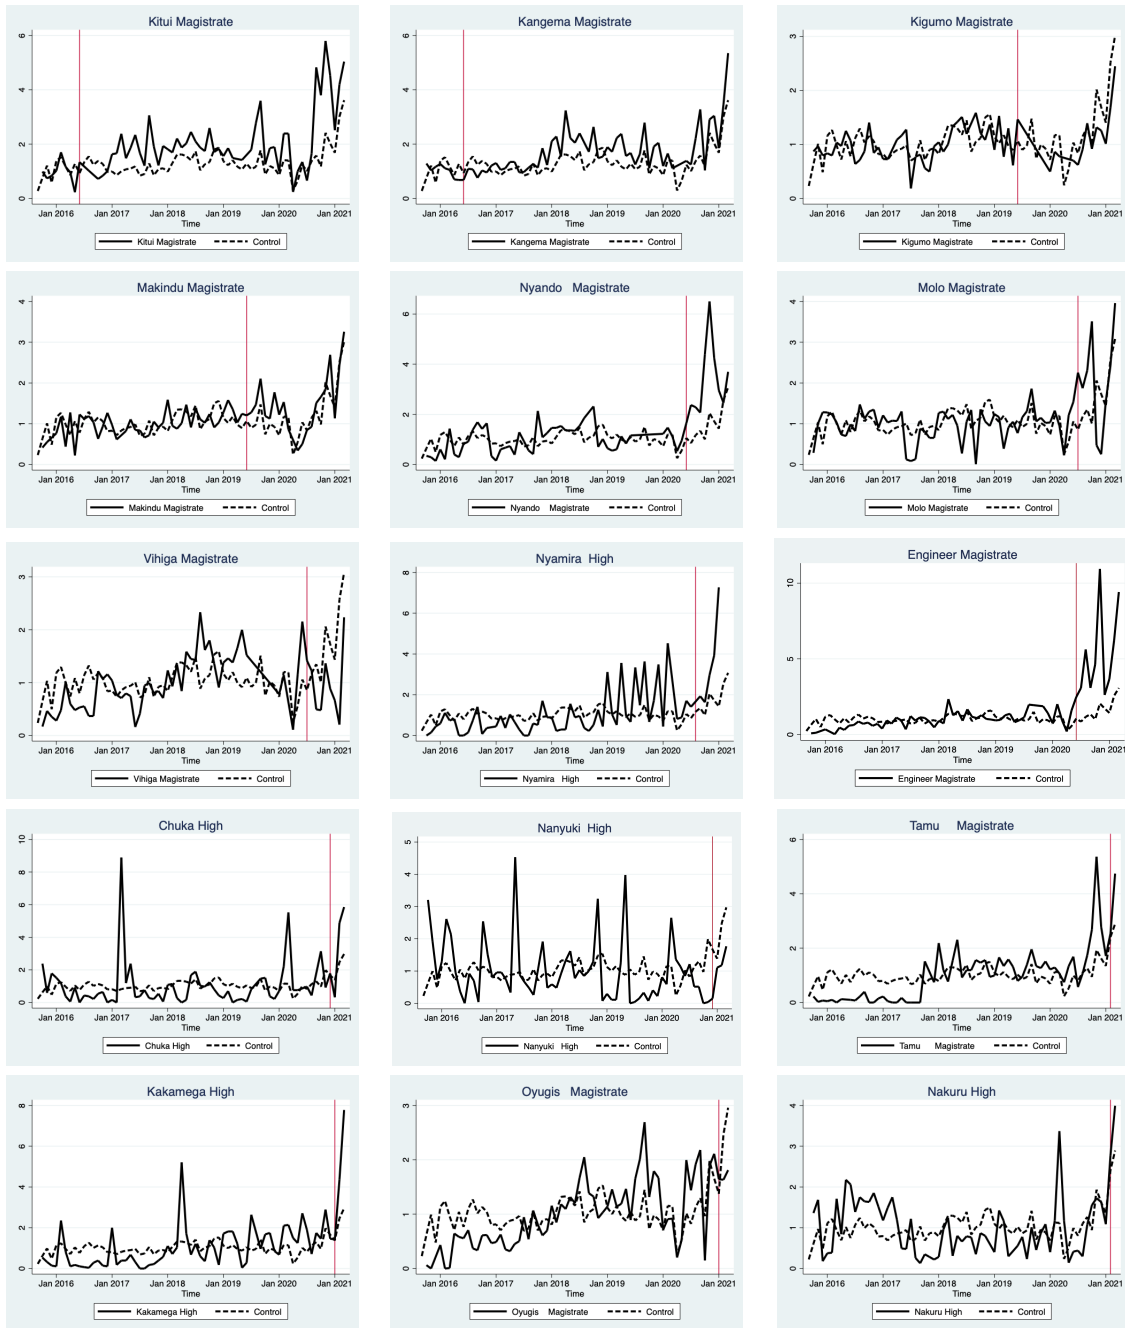 Kitui Magistrate
0 2 4 6
Jan 2016 Jan 2017 Jan 2018 Jan 2019 Jan 2020 Jan 2021
Time
Kitui Magistrate Control
Kangema Magistrate
0 2 4 6
Jan 2016 Jan 2017 Jan 2018 Jan 2019 Jan 2020 Jan 2021
Time
Kangema Magistrate Control
Kigumo Magistrate
0 1 2 3
Jan 2016 Jan 2017 Jan 2018 Jan 2019 Jan 2020 Jan 2021
Time
Kigumo Magistrate Control
Makindu Magistrate
0 1 2 3 4
Jan 2016 Jan 2017 Jan 2018 Jan 2019 Jan 2020 Jan 2021
Time
Makindu Magistrate Control
Nyando Magistrate
0 2 4 6
Jan 2016 Jan 2017 Jan 2018 Jan 2019 Jan 2020 Jan 2021
Time
Nyando Magistrate Control
Molo Magistrate
0 1 2 3 4
Jan 2016 Jan 2017 Jan 2018 Jan 2019 Jan 2020 Jan 2021
Time
Molo Magistrate Control
Vihiga Magistrate
0 1 2 3
Jan 2016 Jan 2017 Jan 2018 Jan 2019 Jan 2020 Jan 2021
Time
Vihiga Magistrate Control
Nyamira High
0 2 4 6 8
Jan 2016 Jan 2017 Jan 2018 Jan 2019 Jan 2020 Jan 2021
Time
Nyamira High Control
Engineer Magistrate
0 5 10
Jan 2016 Jan 2017 Jan 2018 Jan 2019 Jan 2020 Jan 2021
Time
Engineer Magistrate Control
Chuka High
0 2 4 6 8 10
Jan 2016 Jan 2017 Jan 2018 Jan 2019 Jan 2020 Jan 2021
Time
Chuka High Control
Nanyuki High
0 1 2 3 4 5
Jan 2016 Jan 2017 Jan 2018 Jan 2019 Jan 2020 Jan 2021
Time
Nanyuki High Control
Tamu Magistrate
0 2 4 6
Jan 2016 Jan 2017 Jan 2018 Jan 2019 Jan 2020 Jan 2021
Time
Tamu Magistrate Control
Kakamega High
0 2 4 6 8
Jan 2016 Jan 2017 Jan 2018 Jan 2019 Jan 2020 Jan 2021
Time
Kakamega High Control
Oyugis Magistrate
0 1 2 3
Jan 2016 Jan 2017 Jan 2018 Jan 2019 Jan 2020 Jan 2021
Time
Oyugis Magistrate Control
Nakuru High
0 1 2 3 4
Jan 2016 Jan 2017 Jan 2018 Jan 2019 Jan 2020 Jan 2021
Time
Nakuru High Control